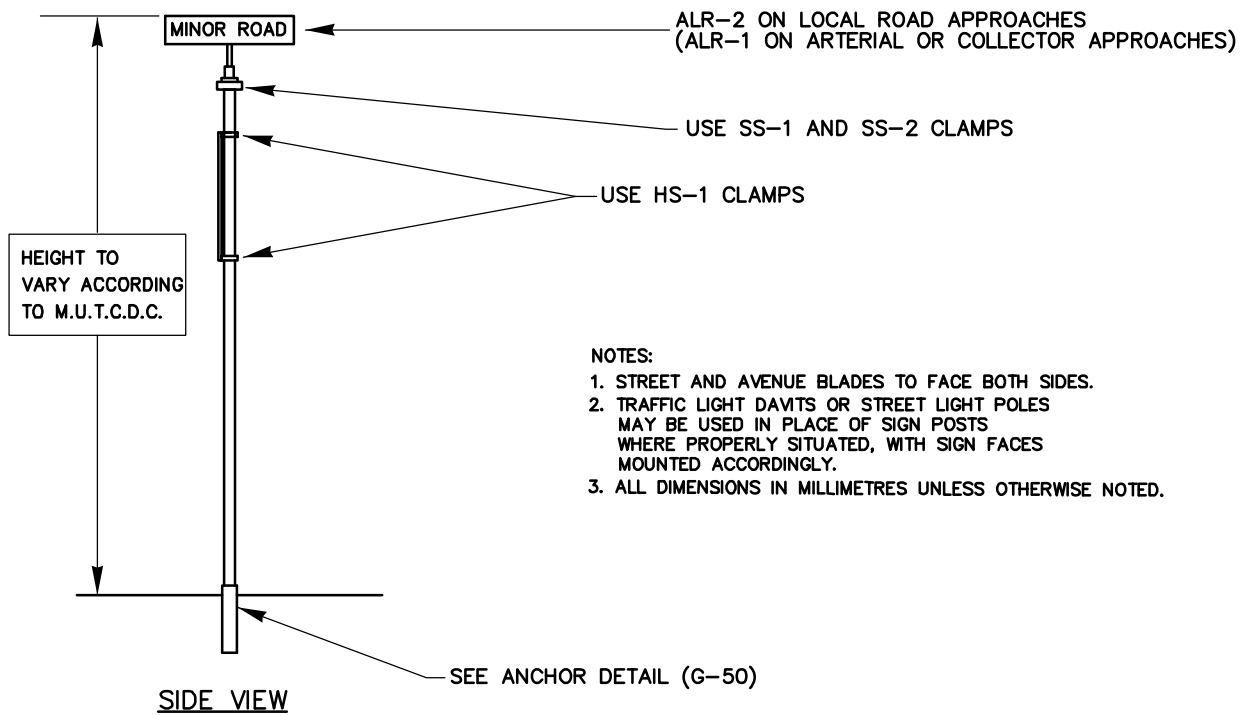 MINOR ROAD
ALR-2 ON LOCAL ROAD APPROACHES
(ALR-1 ON ARTERIAL OR COLLECTOR APPROACHES)
USE SS-1 AND SS-2 CLAMPS
USE HS-1 CLAMPS
HEIGHT TO
VARY ACCORDING
TO M.U.T.C.D.C.
NOTES:
1. STREET AND AVENUE BLADES TO FACE BOTH SIDES.
2. TRAFFIC LIGHT DAVITS OR STREET LIGHT POLES
MAY BE USED IN PLACE OF SIGN POSTS
WHERE PROPERLY SITUATED, WITH SIGN FACES
MOUNTED ACCORDINGLY.
3. ALL DIMENSIONS IN MILLIMETRES UNLESS OTHERWISE NOTED.
SEE ANCHOR DETAIL (G-50)
SIDE VIEW